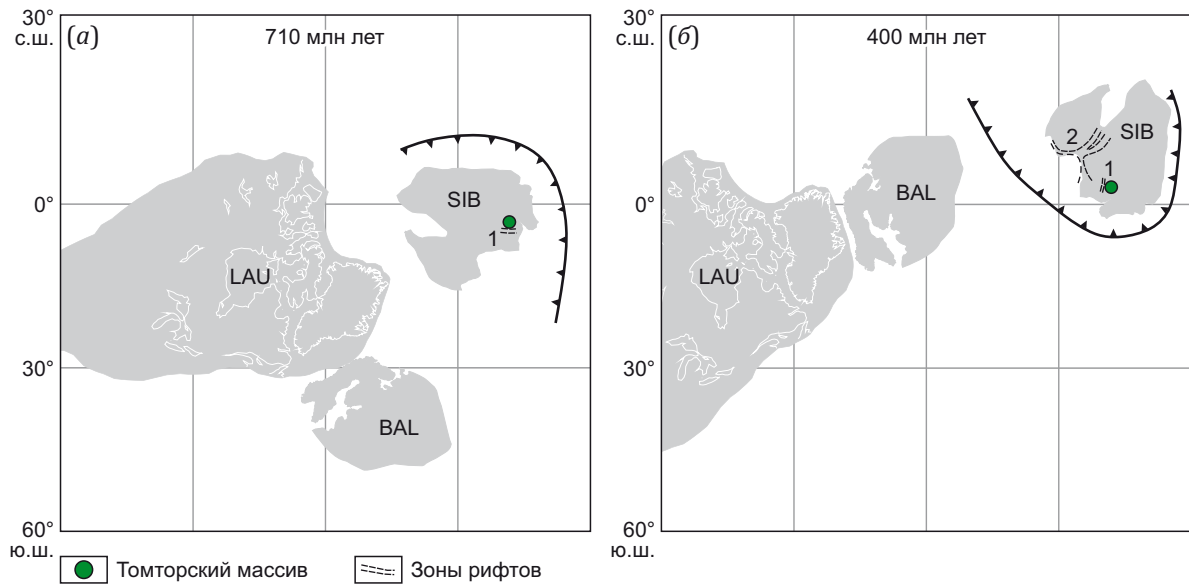 30°
с.ш.
(а)
710 млн лет
SIB
0°
1
LAU
30°
BAL
60°
ю.ш.
30°
с.ш.
(б)
400 млн лет
2
SIB
1
BAL
0°
LAU
30°
60°
ю.ш.
Томторский массив
Зоны рифтов